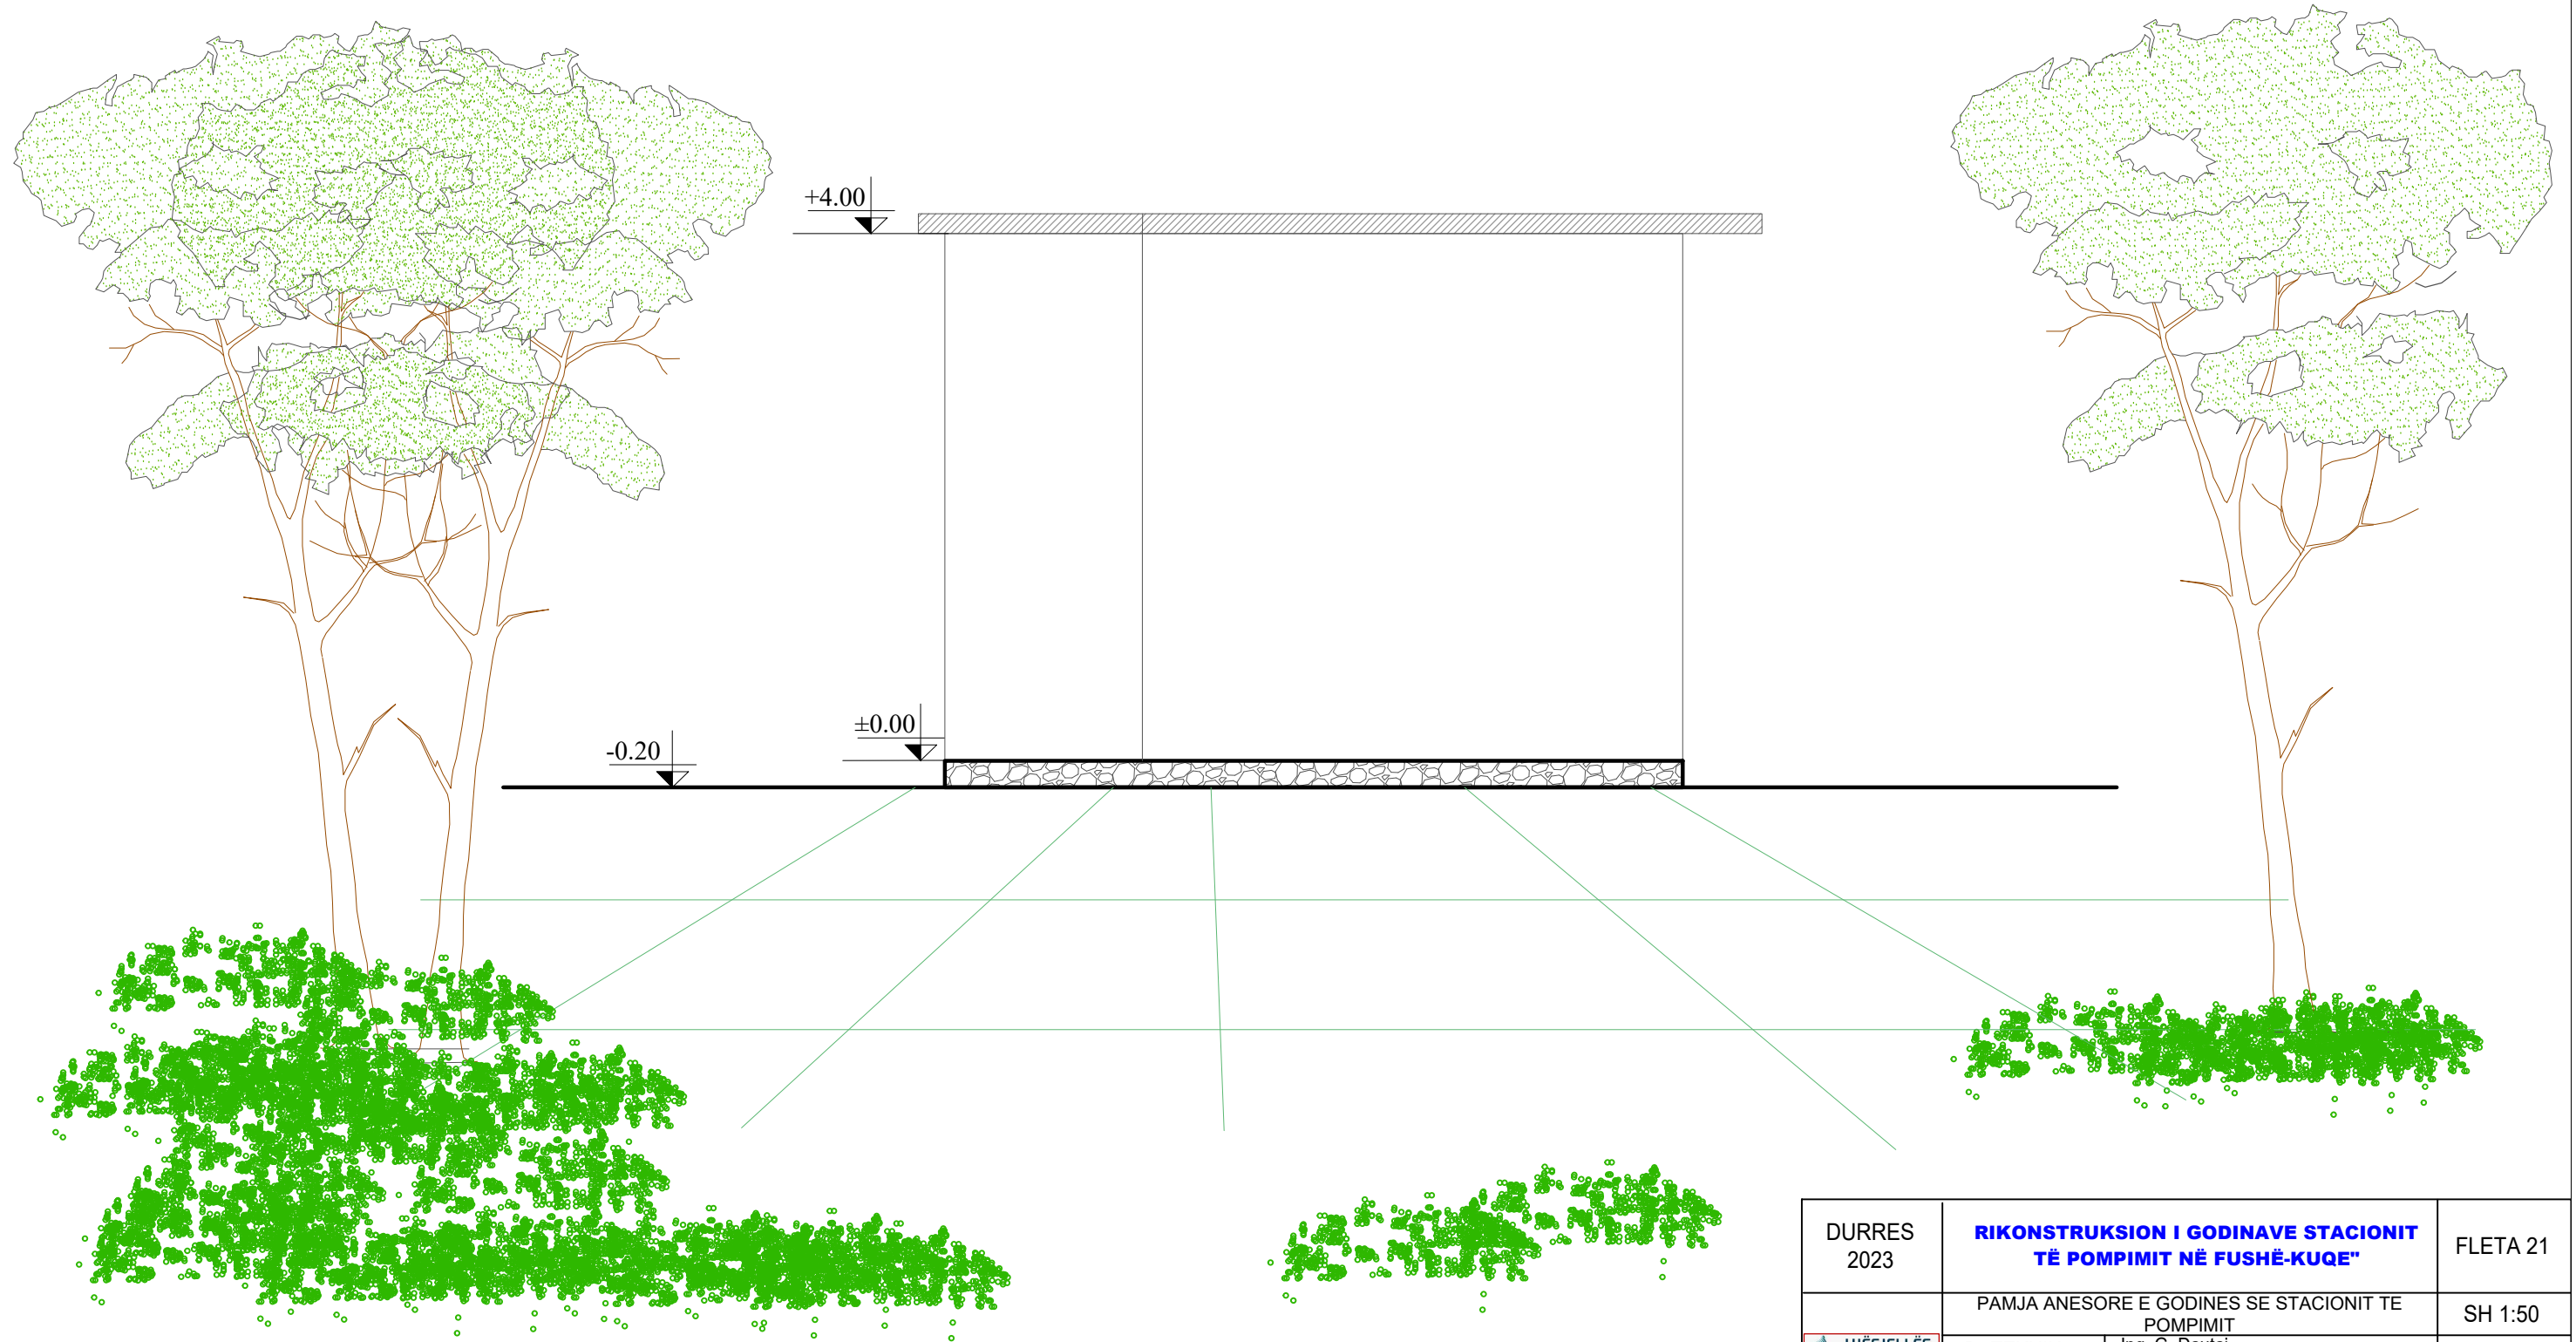 +4.00
±0.00
-0.20
DURRES
2023
RIKONSTRUKSION I GODINAVE STACIONIT
TË POMPIMIT NË FUSHË-KUQE"
FLETA 21
PAMJA ANESORE E GODINES SE STACIONIT TE
POMPIMIT
SH 1:50